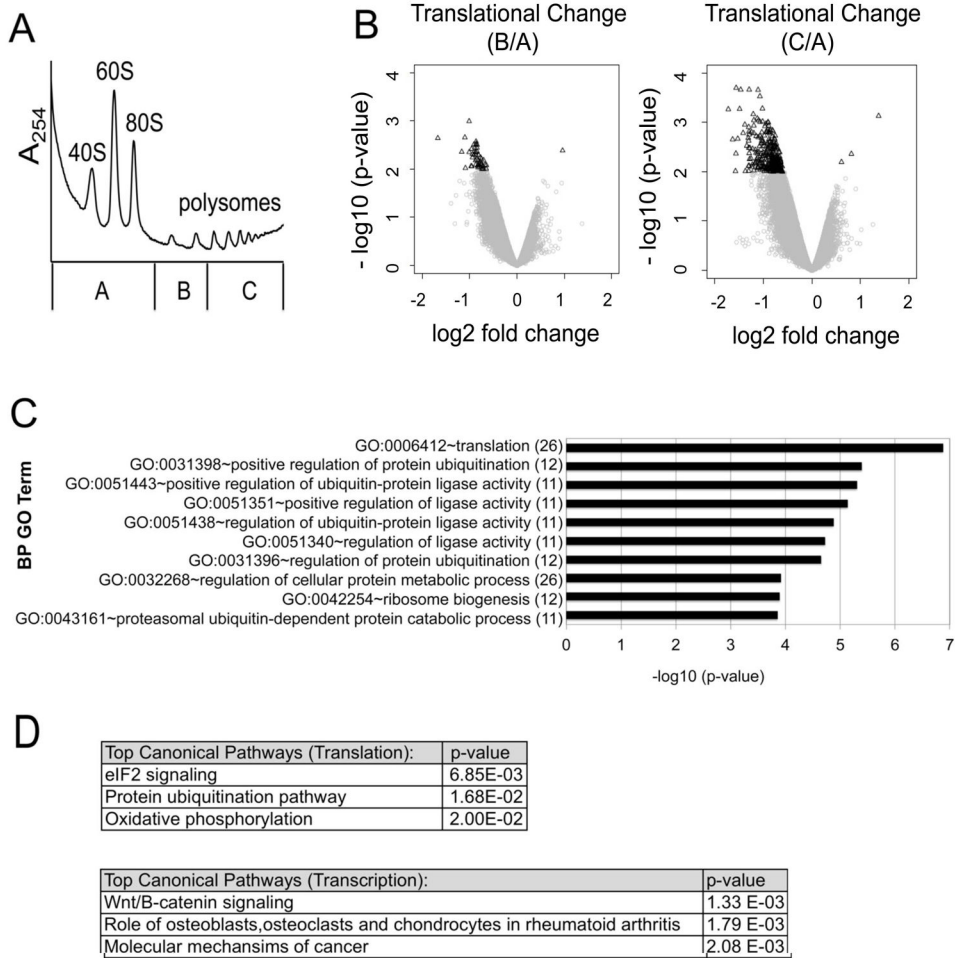 A
A254
40S
60S
80S
polysomes
A B C
B
Translational Change
(B/A)
- log10 (p-value)
4
3
2
1
0
-2 -1 0 1 2
log2 fold change
Translational Change
(C/A)
- log10 (p-value)
4
3
2
1
0
-2 -1 0 1 2
log2 fold change
C
BP GO Term
GO:0006412~translation (26)
GO:0031398~positive regulation of protein ubiquitination (12)
GO:0051443~positive regulation of ubiquitin-protein ligase activity (11)
GO:0051351~positive regulation of ligase activity (11)
GO:0051438~regulation of ubiquitin-protein ligase activity (11)
GO:0051340~regulation of ligase activity (11)
GO:0031396~regulation of protein ubiquitination (12)
GO:0032268~regulation of cellular protein metabolic process (26)
GO:0042254~ribosome biogenesis (12)
GO:0043161~proteasomal ubiquitin-dependent protein catabolic process (11)
0 1 2 3 4 5 6 7
-log10 (p-value)
D
Top Canonical Pathways (Translation): p-value
eIF2 signaling 6.85E-03
Protein ubiquitination pathway 1.68E-02
Oxidative phosphorylation 2.00E-02
Top Canonical Pathways (Transcription): p-value
Wnt/B-catenin signaling 1.33 E-03
Role of osteoblasts,osteoclasts and chondrocytes in rheumatoid arthritis 1.79 E-03
Molecular mechansims of cancer 2.08 E-03